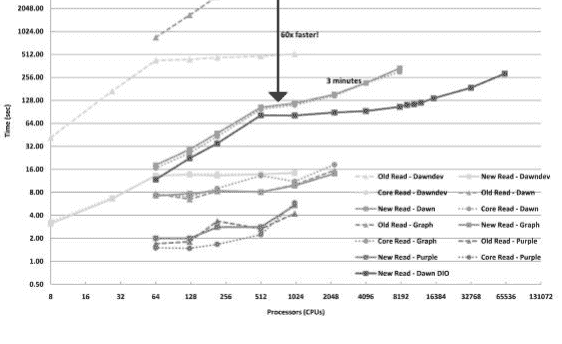 2048.00
1024.00
512.00
256.00
128.00
64.00
32.00
16.00
8.00
4.00
2.00
1.00
0.50
Time (sec)
60x faster!
3 minutes
Old Read - Dawndev New Read - Dawndev
Core Read - Dawndev Old Read - Dawn
New Read - Dawn Core Read - Dawn
Old Read - Graph New Read - Graph
Core Read - Graph Old Read - Purple
New Read - Purple Core Read - Purple
New Read - Dawn DIO
8 16 32 64 128 256 512 1024 2048 4096 8192 16384 32768 65536 131072
Processors (CPUs)